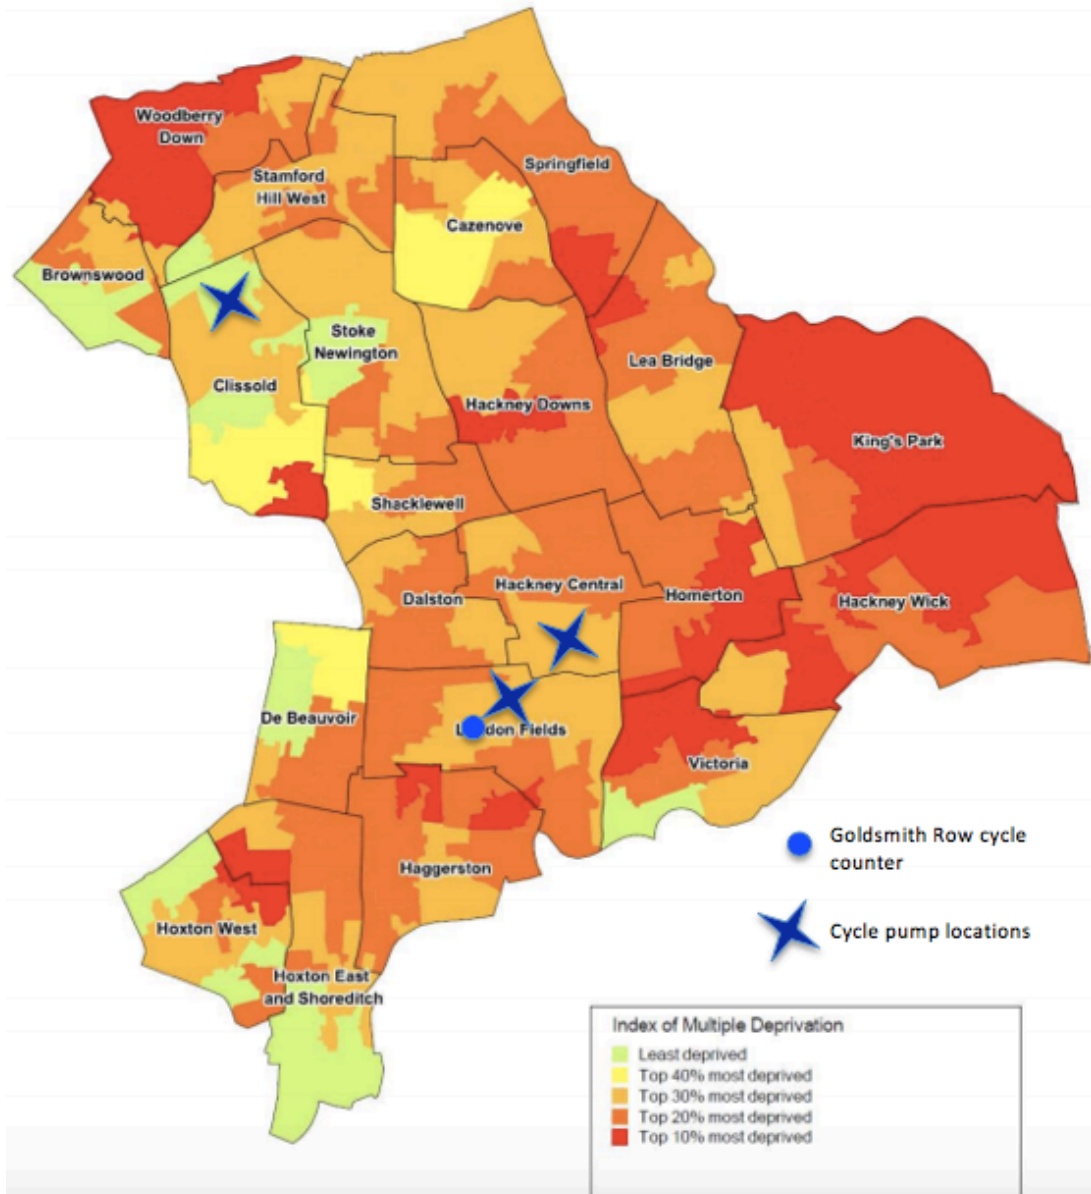 Woodberry
Down
Springfield
Stamford
Hill West
Cazenove
Brownswood
Stoke
Newington
Lea Bridge
Clissold
Hackney Downs
King's Park
Shacklewell
Hackney Central
Dalston
Homerton
Hackney Wick
De Beauvoir
L don Fields
Victoria
Goldsmith Row cycle
counter
Haggerston
Hoxton West
Cycle pump locations
Hoxton East
and Shoreditch
Index of Multiple Deprivation
Least deprived
Top 40% most deprived
Top 30% most deprived
Top 20% most deprived
Top 10% most deprived